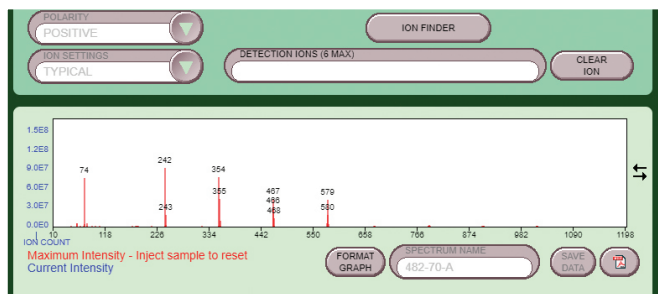 POLARITY
POSITIVE
ION FINDER
ION SETTINGS
TYPICAL
DETECTION IONS (6 MAX)
CLEAR
ION
1.5E8
1.2E8
9.0E7
6.0E7
3.0E7
0.0E0
74
242
243
354
355
467
466
468
579
580
10 118 226 334 442 550 658 766 874 982 1090 1198
ION COUNT
Maximum Intensity - Inject sample to reset
Current Intensity
FORMAT
GRAPH
SPECTRUM NAME
482-70-A
SAVE
DATA